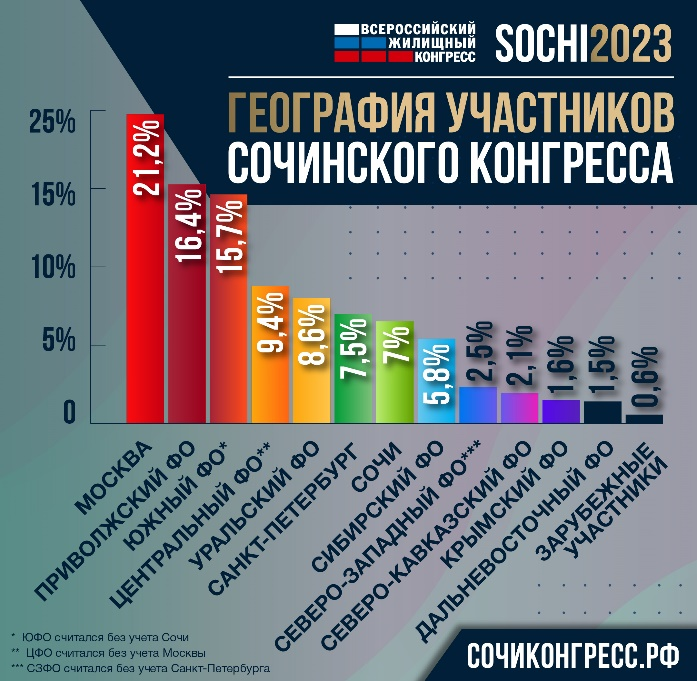 ВСЕРОССИЙСКИЙ
ЖИЛИЩНЫЙ
КОНГРЕСС
SOCHI2023
ГЕОГРАФИЯ УЧАСТНИКОВ
СОЧИНСКОГО КОНГРЕССА
25%
15%
10%
5%
0
21,2%
16,4%
15,7%
9,4%
8,6%
7,5%
7%
5,8%
2,5%
2,1%
1,6%
1,5%
0,6%
МОСКВА
ПРИВОЛЖСКИЙ ФО
ЮЖНЫЙ ФО*
ЦЕНТРАЛЬНЫЙ ФО**
УРАЛЬСКИЙ ФО
САНКТ-ПЕТЕРБУРГ
СОЧИ
СИБИРСКИЙ ФО
СЕВЕРО-ЗАПАДНЫЙ ФО***
СЕВЕРО-КАВКАЗСКИЙ ФО
КРЫМСКИЙ ФО
ДАЛЬНЕВОСТОЧНЫЙ ФО
ЗАРУБЕЖНЫЕ
УЧАСТНИКИ
* ЮФО считался без учета Сочи
** ЦФО считался без учета Москвы
*** СЗФО считался без учета Санкт-Петербурга
СОЧИКОНГРЕСС.РФ